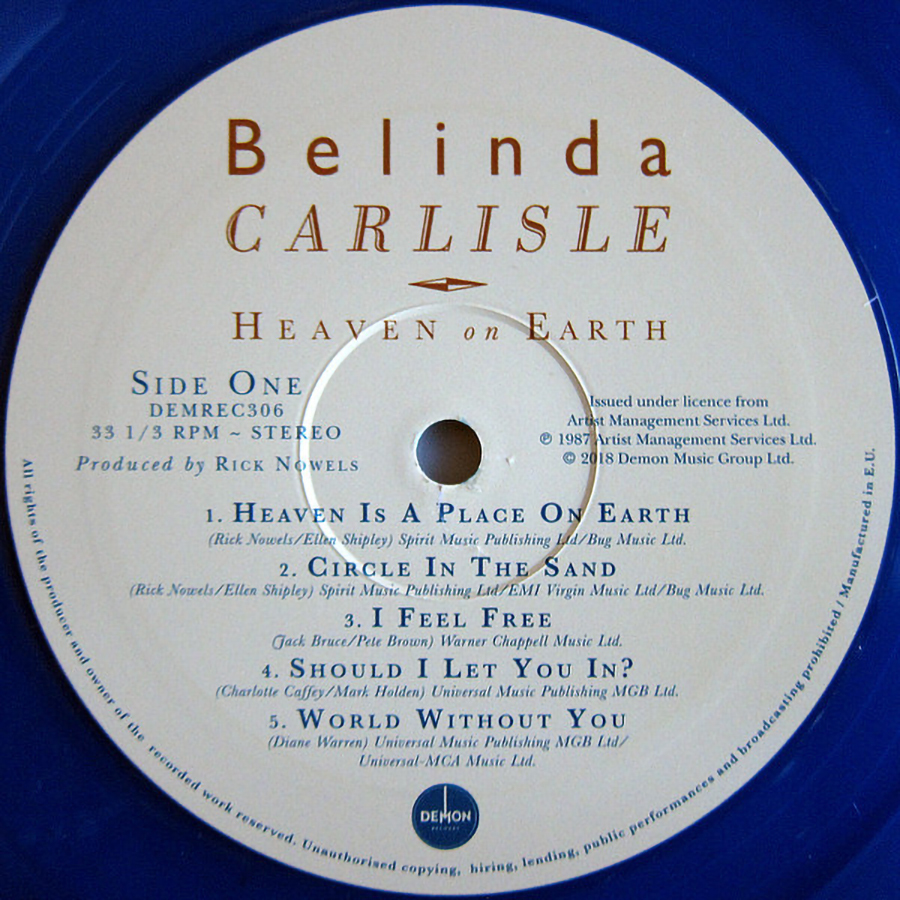 Belinda
CARLISLE
HEAVEN on EARTH
SIDE ONE
DEMREC306
33 1/3 RPM ~ STEREO
Produced by RICK NOWELS
Issued under licence from
Artist Management Services Ltd.
℗ 1987 Artist Management Services Ltd.
© 2018 Demon Music Group Ltd.
1. HEAVEN IS A PLACE ON EARTH
(Rick Nowels/Ellen Shipley) Spirit Music Publishing Ltd/Bug Music Ltd.
2. CIRCLE IN THE SAND
(Rick Nowels/Ellen Shipley) Spirit Music Publishing Ltd/EMI Virgin Music Ltd/Bug Music Ltd.
3. I FEEL FREE
(Jack Bruce/Pete Brown) Warner Chappell Music Ltd.
4. SHOULD I LET YOU IN?
(Charlotte Caffey/Mark Holden) Universal Music Publishing MGB Ltd.
5. WORLD WITHOUT YOU
(Diane Warren) Universal Music Publishing MGB Ltd/
Universal-MCA Music Ltd.
DEMON
RECORDS
All rights of the producer and owner of the recorded work reserved. Unauthorised copying, hiring, lending, public performances and broadcasting prohibited / Manufactured in E.U.